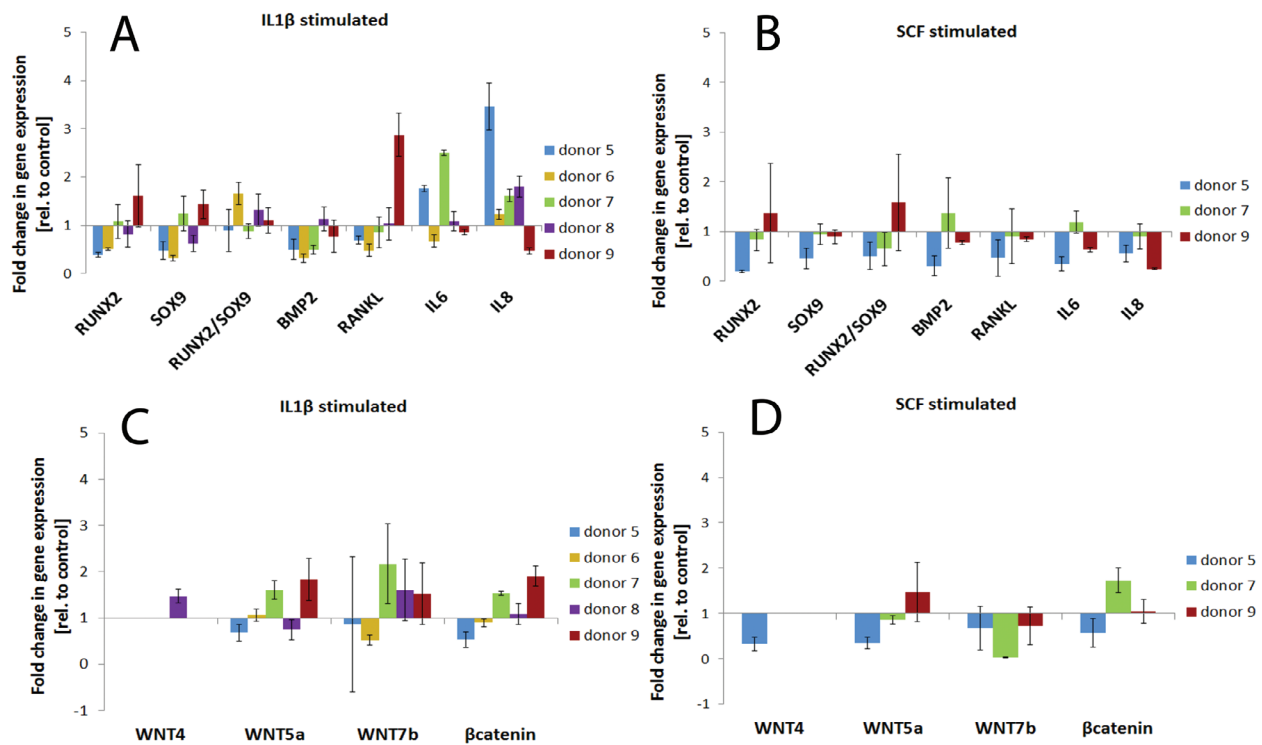 A
IL1β stimulated
Fold change in gene expression
[rel. to control]
5
4
3
2
1
0
RUNX2
SOX9
RUNX2/SOX9
BMP2
RANKL
IL6
IL8
donor 5
donor 6
donor 7
donor 8
donor 9
B
SCF stimulated
Fold change in gene expression
[rel. to control]
5
4
3
2
1
0
RUNX2
SOX9
RUNX2/SOX9
BMP2
RANKL
IL6
IL8
donor 5
donor 7
donor 9
C
IL1β stimulated
Fold change in gene expression
[rel. to control]
5
4
3
2
1
0
-1
WNT4
WNT5a
WNT7b
βcatenin
donor 5
donor 6
donor 7
donor 8
donor 9
D
SCF stimulated
Fold change in gene expression
[rel. to control]
5
4
3
2
1
0
-1
WNT4
WNT5a
WNT7b
βcatenin
donor 5
donor 7
donor 9